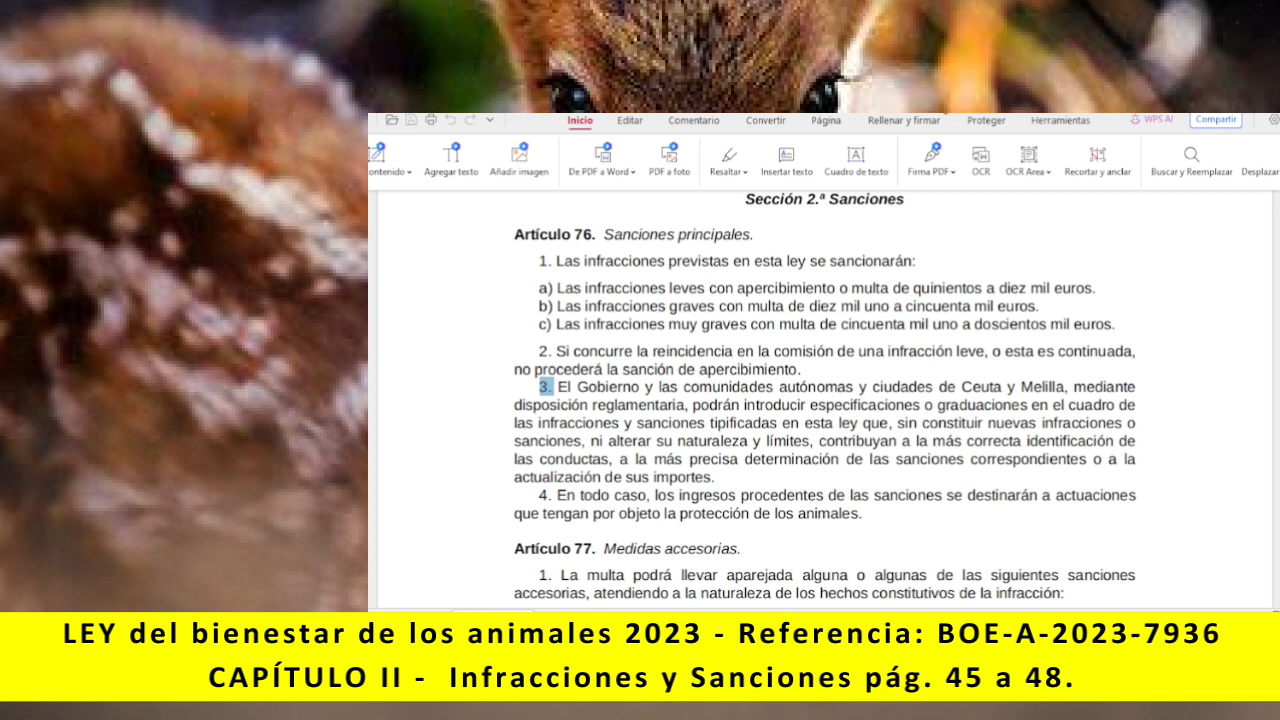 Inicio Editar Comentario Convertir Página Rellenar y firmar Proteger Herramientas WPS AI Compartir
ontenido Agregar texto Añadir imagen De PDF a Word PDF a foto Resaltar Insertar texto Cuadro de texto Firma PDF OCR OCR Area Recortar y anclar Buscar y Reemplazar Desplazar
Sección 2.ª Sanciones
Artículo 76. Sanciones principales.
1. Las infracciones previstas en esta ley se sancionarán:
a) Las infracciones leves con apercibimiento o multa de quinientos a diez mil euros.
b) Las infracciones graves con multa de diez mil uno a cincuenta mil euros.
c) Las infracciones muy graves con multa de cincuenta mil uno a doscientos mil euros.
2. Si concurre la reincidencia en la comisión de una infracción leve, o esta es continuada,
no procederá la sanción de apercibimiento.
3. El Gobierno y las comunidades autónomas y ciudades de Ceuta y Melilla, mediante
disposición reglamentaria, podrán introducir especificaciones o graduaciones en el cuadro de
las infracciones y sanciones tipificadas en esta ley que, sin constituir nuevas infracciones o
sanciones, ni alterar su naturaleza y límites, contribuyan a la más correcta identificación de
las conductas, a la más precisa determinación de las sanciones correspondientes o a la
actualización de sus importes.
4. En todo caso, los ingresos procedentes de las sanciones se destinarán a actuaciones
que tengan por objeto la protección de los animales.
Artículo 77. Medidas accesorias.
1. La multa podrá llevar aparejada alguna o algunas de las siguientes sanciones
accesorias, atendiendo a la naturaleza de los hechos constitutivos de la infracción:
LEY del bienestar de los animales 2023 - Referencia: BOE-A-2023-7936
CAPÍTULO II - Infracciones y Sanciones pág. 45 a 48.